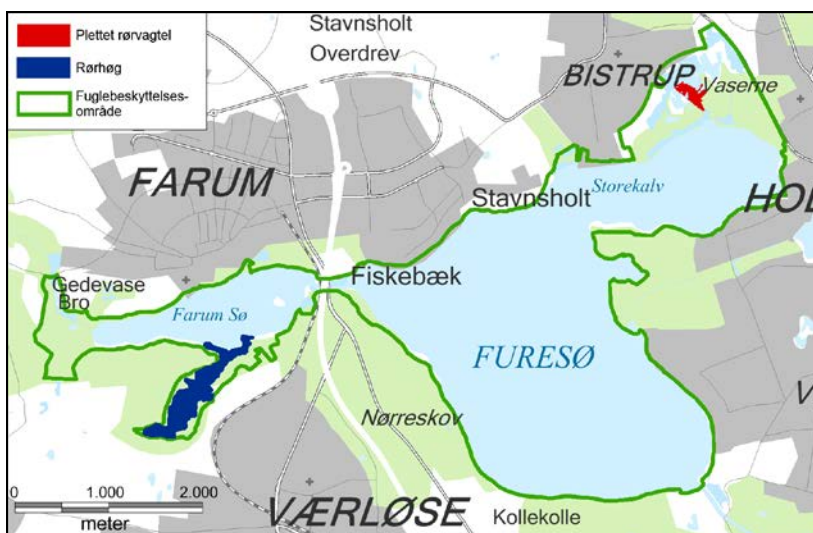 Plettet rørvagtel
Rørhøg
Fuglebeskyttelses-
område
Stavnsholt
Overdrev
BISTRUP
Vaserne
FARUM
Stavnsholt
Storekalv
HOL
Gedevase
Bro
Fiskebæk
Farum Sø
FURESØ
V
Nørreskov
0 1.000 2.000
meter
VÆRLØSE
Kollekolle